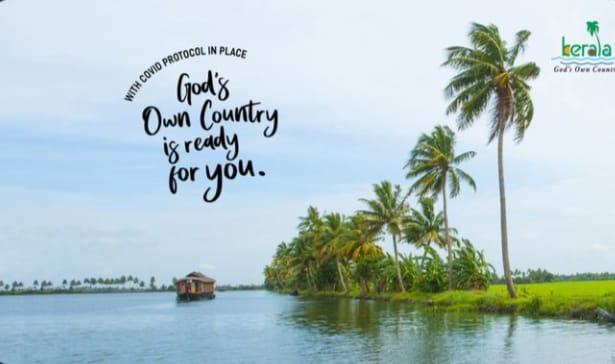 WITH COVID PROTOCOL IN PLACE
God's
Own Country
is ready
for you.
kerala
God's Own Country